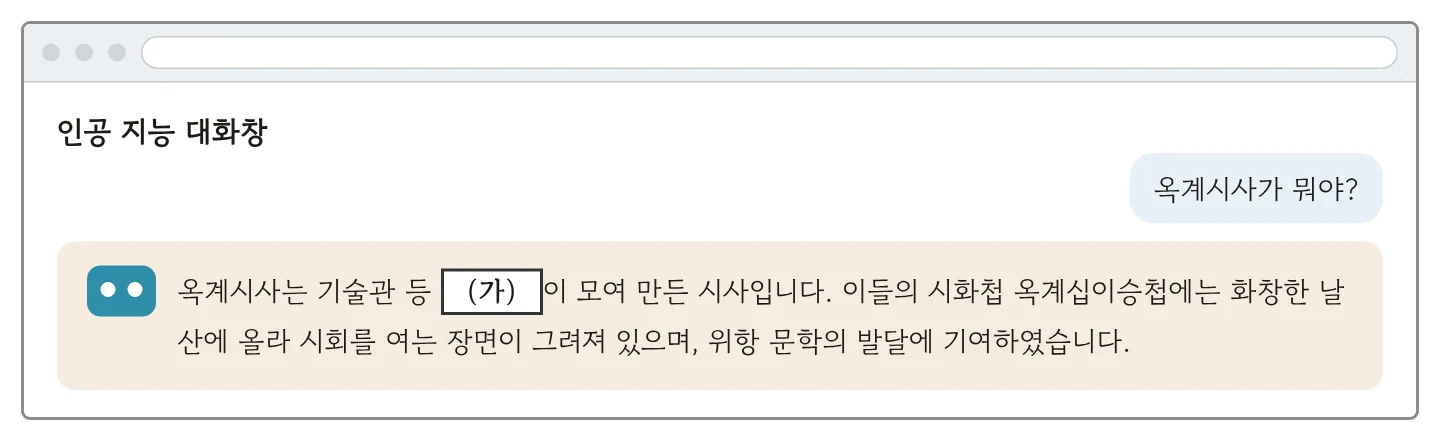 인공 지능 대화창
옥계시사가 뭐야?
옥계시사는 기술관 등 (가)이 모여 만든 시사입니다. 이들의 시화첩 옥계십이승첩에는 화창한 날
산에 올라 시회를 여는 장면이 그려져 있으며, 위항 문학의 발달에 기여하였습니다.